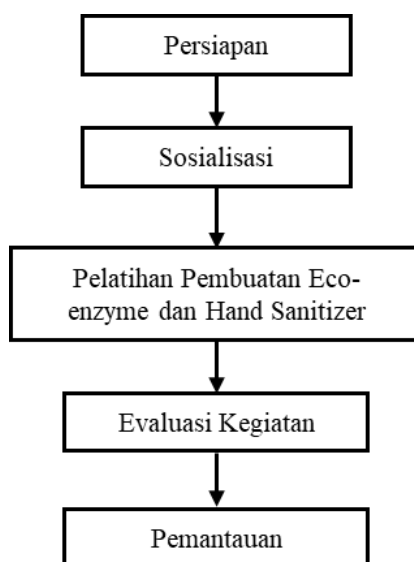 Persiapan
Sosialisasi
Pelatihan Pembuatan Eco-
enzyme dan Hand Sanitizer
Evaluasi Kegiatan
Pemantauan